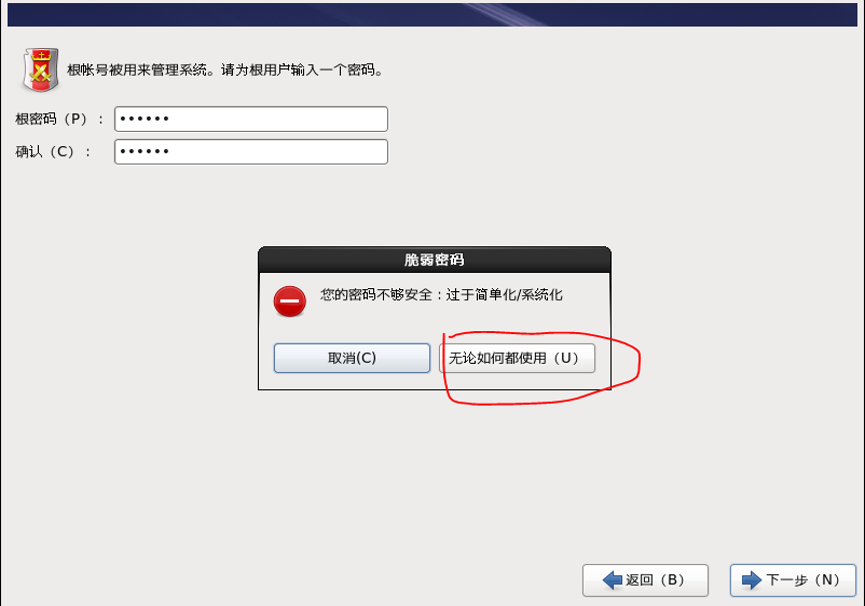 根帐号被用来管理系统。请为根用户输入一个密码。
根密码（P）：
••••••
确认（C）：
••••••
脆弱密码
您的密码不够安全：过于简单化/系统化
取消(C)
无论如何都使用（U）
返回（B）
下一步（N）